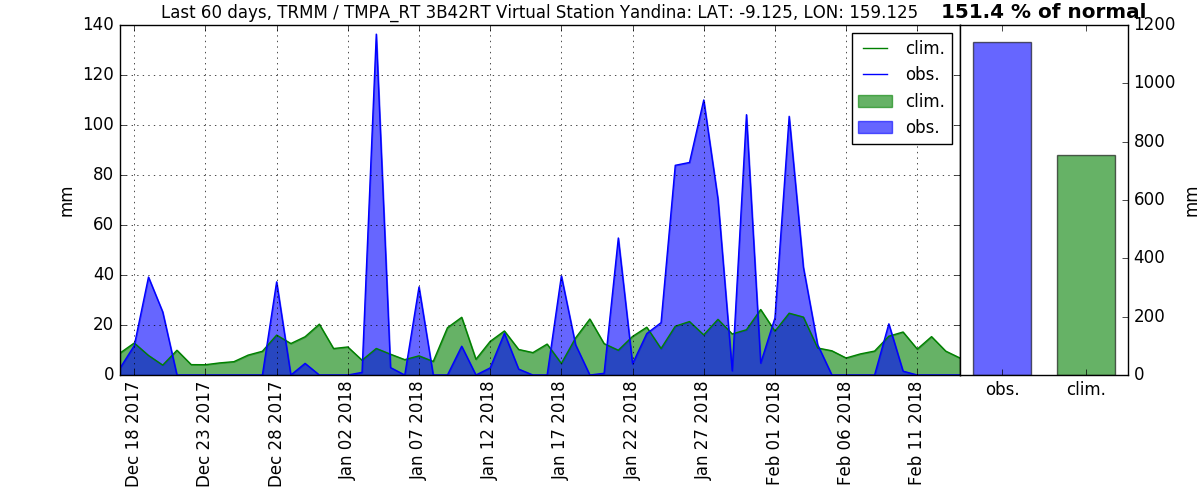 Last 60 days, TRMM / TMPA_RT 3B42RT Virtual Station Yandina: LAT: -9.125, LON: 159.125
151.4 % of normal
140
120
100
80
60
40
20
0
mm
clim.
obs.
clim.
obs.
1200
1000
800
600
400
200
0
mm
Dec 18 2017
Dec 23 2017
Dec 28 2017
Jan 02 2018
Jan 07 2018
Jan 12 2018
Jan 17 2018
Jan 22 2018
Jan 27 2018
Feb 01 2018
Feb 06 2018
Feb 11 2018
obs.
clim.